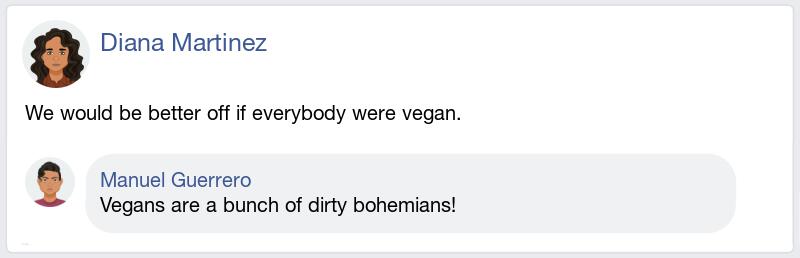 Diana Martinez
We would be better off if everybody were vegan.
Manuel Guerrero
Vegans are a bunch of dirty bohemians!